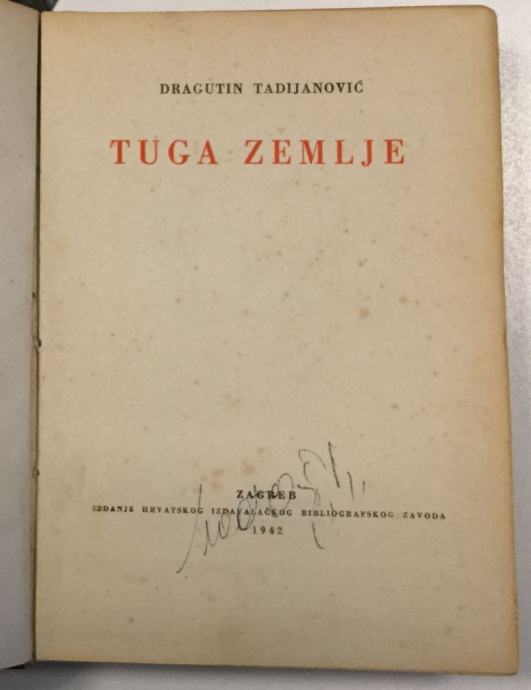 DRAGUTIN TADIJANOVIĆ
TUGA ZEMLJE
ZAGREB
IZDANJE HRVATSKOG IZDAVALAČKOG BIBLIOGRAFSKOG ZAVODA
1942